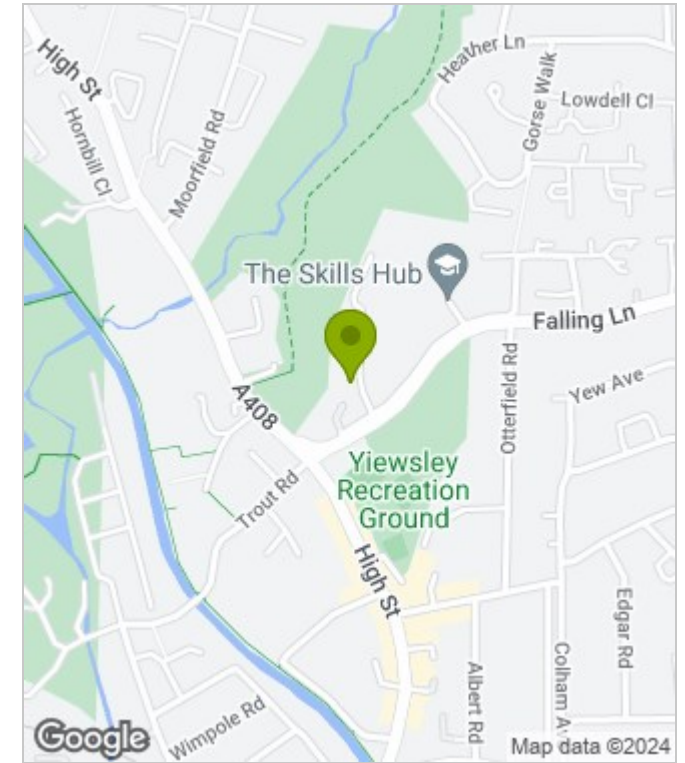 High St
Hornbill Cl
Moorfield Rd
Heather Ln
Gorse Walk
Lowdell Cl
The Skills Hub
Falling Ln
Otterfield Rd
Yew Ave
A408
Trout Rd
Yiewsley
Recreation
Ground
High St
Edgar Rd
Colham Av
Albert Rd
Wimpole Rd
Google
Map data ©2024